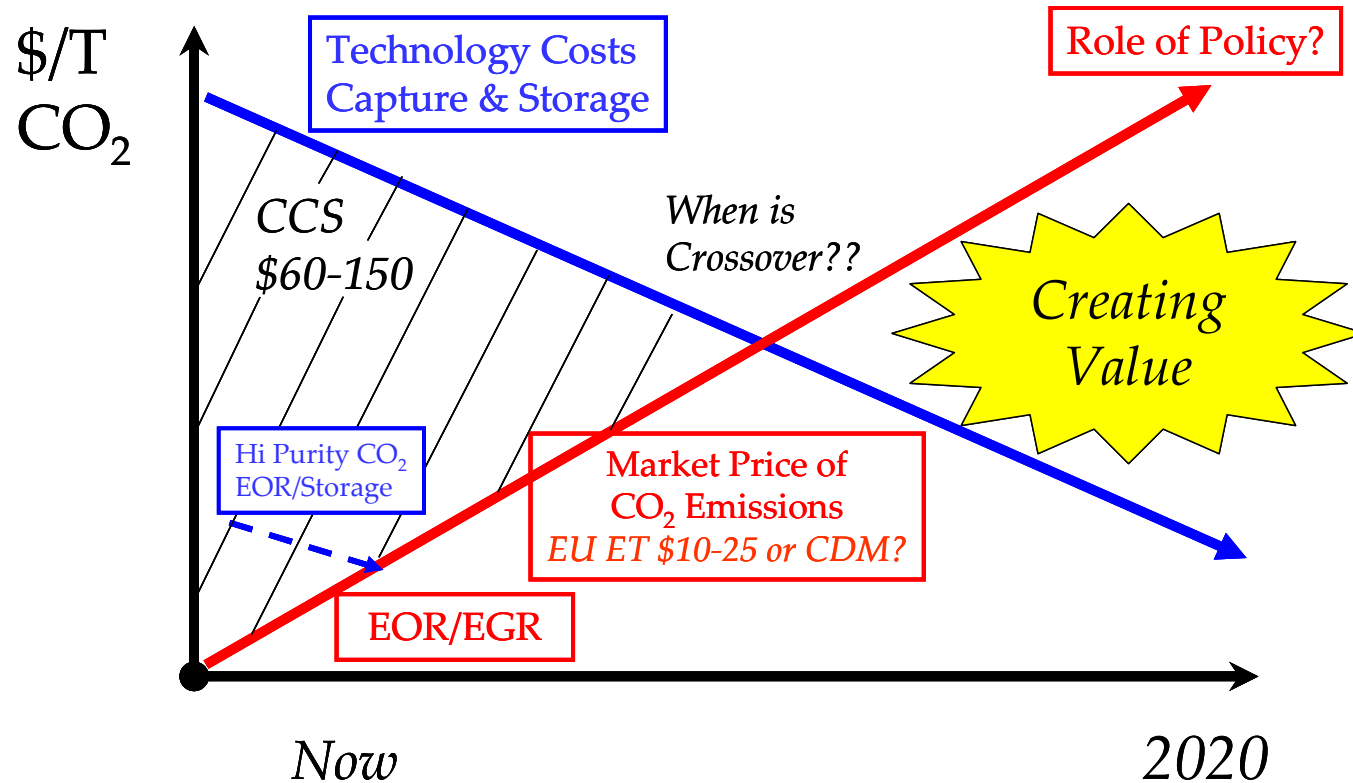 $/T
CO₂
Technology Costs
Capture & Storage
Role of Policy?
CCS
$60-150
When is
Crossover??
Creating
Value
Hi Purity CO₂
EOR/Storage
Market Price of
CO₂ Emissions
EU ET $10-25 or CDM?
EOR/EGR
Now
2020